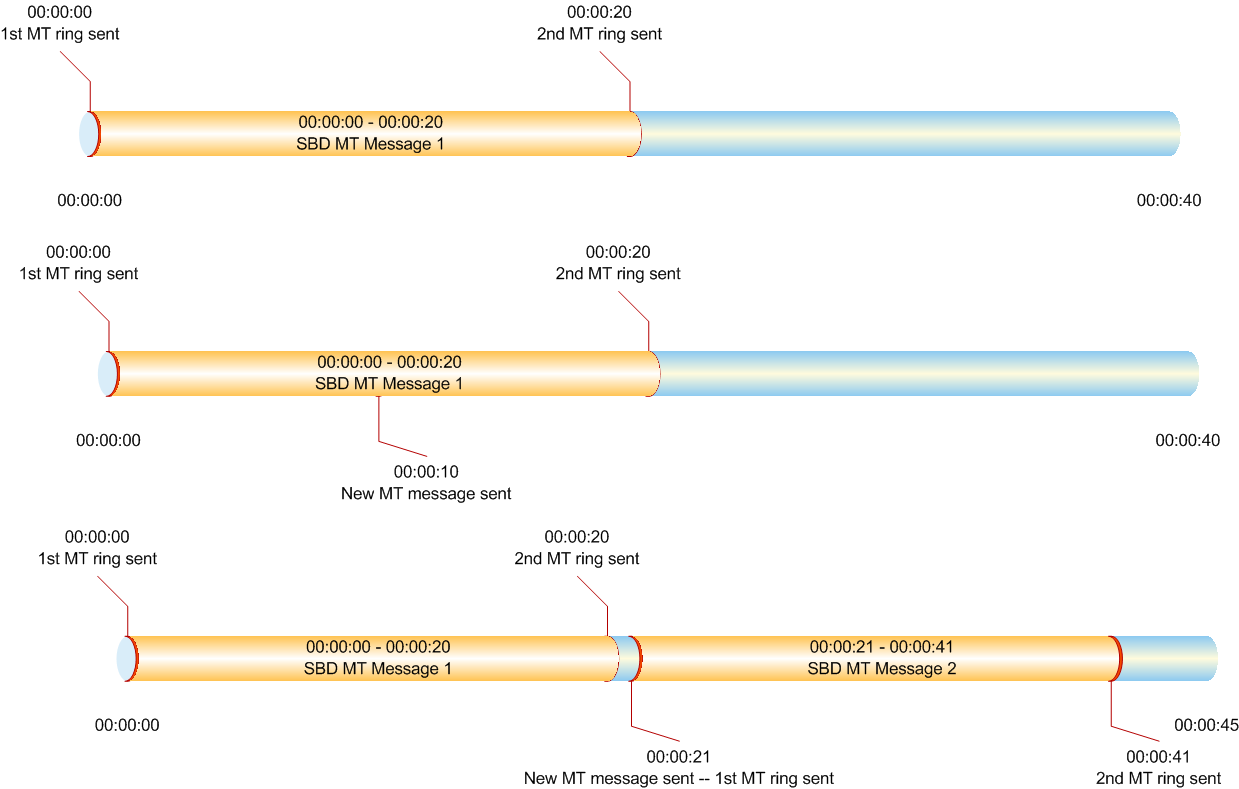 00:00:00
1st MT ring sent
00:00:20
2nd MT ring sent
00:00:00 - 00:00:20
SBD MT Message 1
00:00:00
00:00:40
00:00:00
1st MT ring sent
00:00:20
2nd MT ring sent
00:00:00 - 00:00:20
SBD MT Message 1
00:00:00
00:00:40
00:00:10
New MT message sent
00:00:00
1st MT ring sent
00:00:20
2nd MT ring sent
00:00:00 - 00:00:20
SBD MT Message 1
00:00:21 - 00:00:41
SBD MT Message 2
00:00:00
00:00:45
00:00:21
New MT message sent -- 1st MT ring sent
00:00:41
2nd MT ring sent